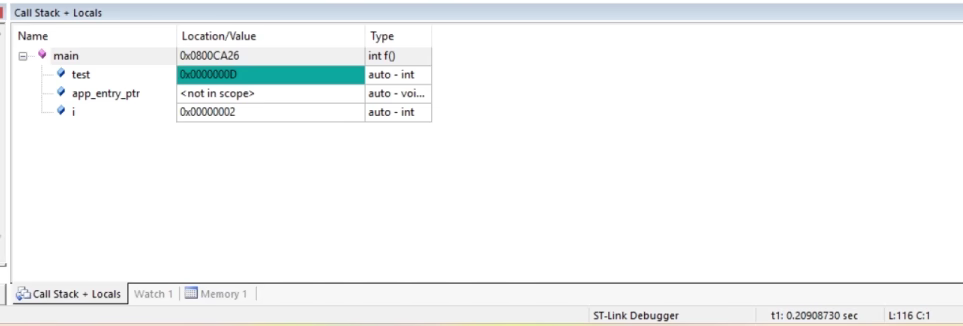 Call Stack + Locals
Name Location/Value Type
main 0x0800CA26 int f()
test 0x0000000D auto - int
app_entry_ptr <not in scope> auto - voi...
i 0x00000002 auto - int
Call Stack + Locals Watch 1 Memory 1
ST-Link Debugger t1: 0.20908730 sec L:116 C:1